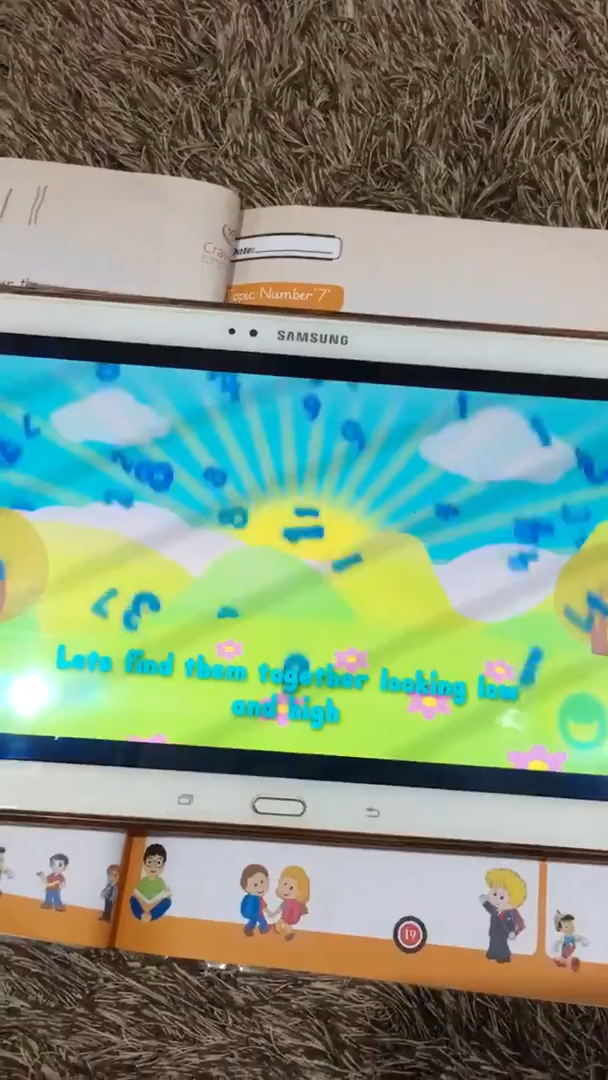 Date:
Topic Number '7'
SAMSUNG
Lets find them together looking low
and high
19